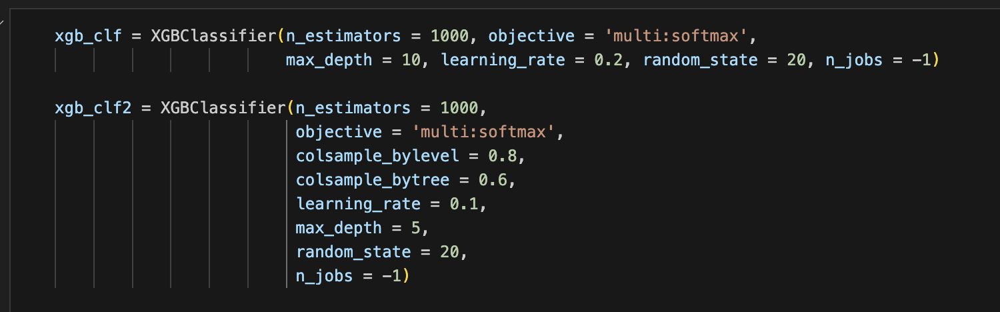 xgb_clf = XGBClassifier(n_estimators = 1000, objective = 'multi:softmax',
max_depth = 10, learning_rate = 0.2, random_state = 20, n_jobs = -1)
xgb_clf2 = XGBClassifier(n_estimators = 1000,
objective = 'multi:softmax',
colsample_bylevel = 0.8,
colsample_bytree = 0.6,
learning_rate = 0.1,
max_depth = 5,
random_state = 20,
n_jobs = -1)